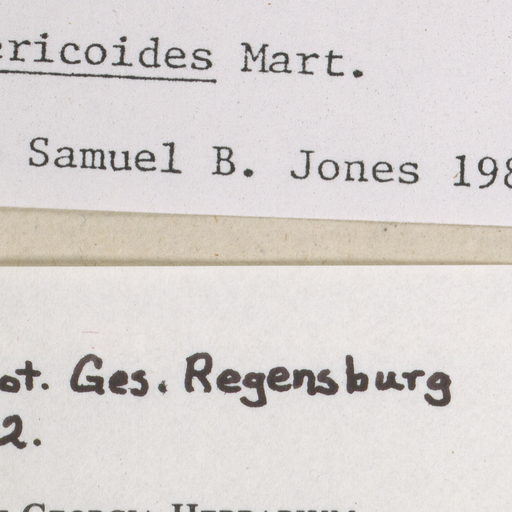 ericoides Mart.
Samuel B. Jones 198
ot. Ges. Regensburg
2.